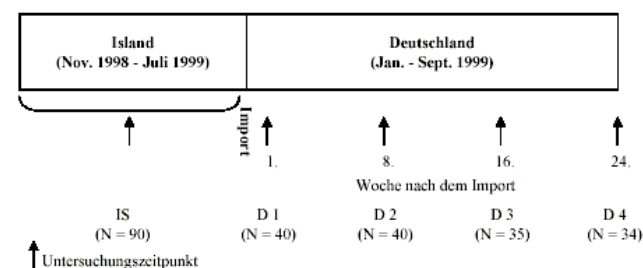 Island
(Nov. 1998 - Juli 1999)
Deutschland
(Jan. - Sept. 1999)
Import
1.
8.
16.
24.
Woche nach dem Import
IS
(N = 90)
D 1
(N = 40)
D 2
(N = 40)
D 3
(N = 35)
D 4
(N = 34)
Untersuchungszeitpunkt